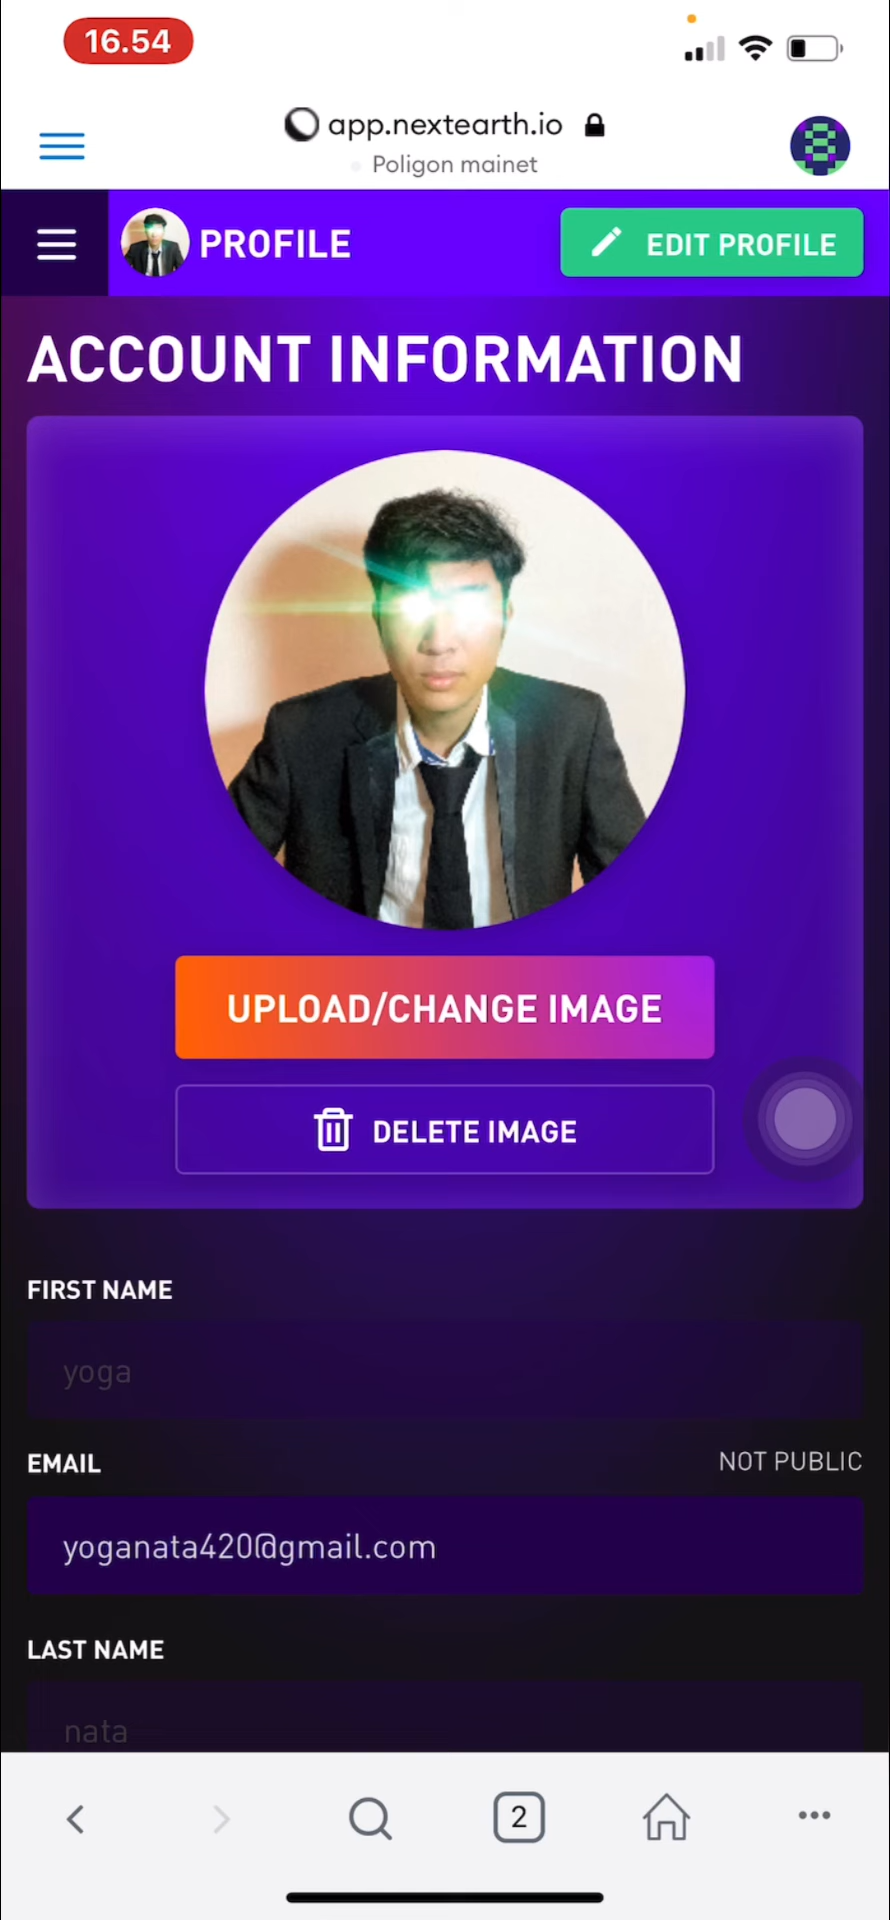 16.54
app.nextearth.io
Poligon mainet
PROFILE
EDIT PROFILE
ACCOUNT INFORMATION
UPLOAD/CHANGE IMAGE
DELETE IMAGE
FIRST NAME
yoga
EMAIL
NOT PUBLIC
yoganata420@gmail.com
LAST NAME
nata
2